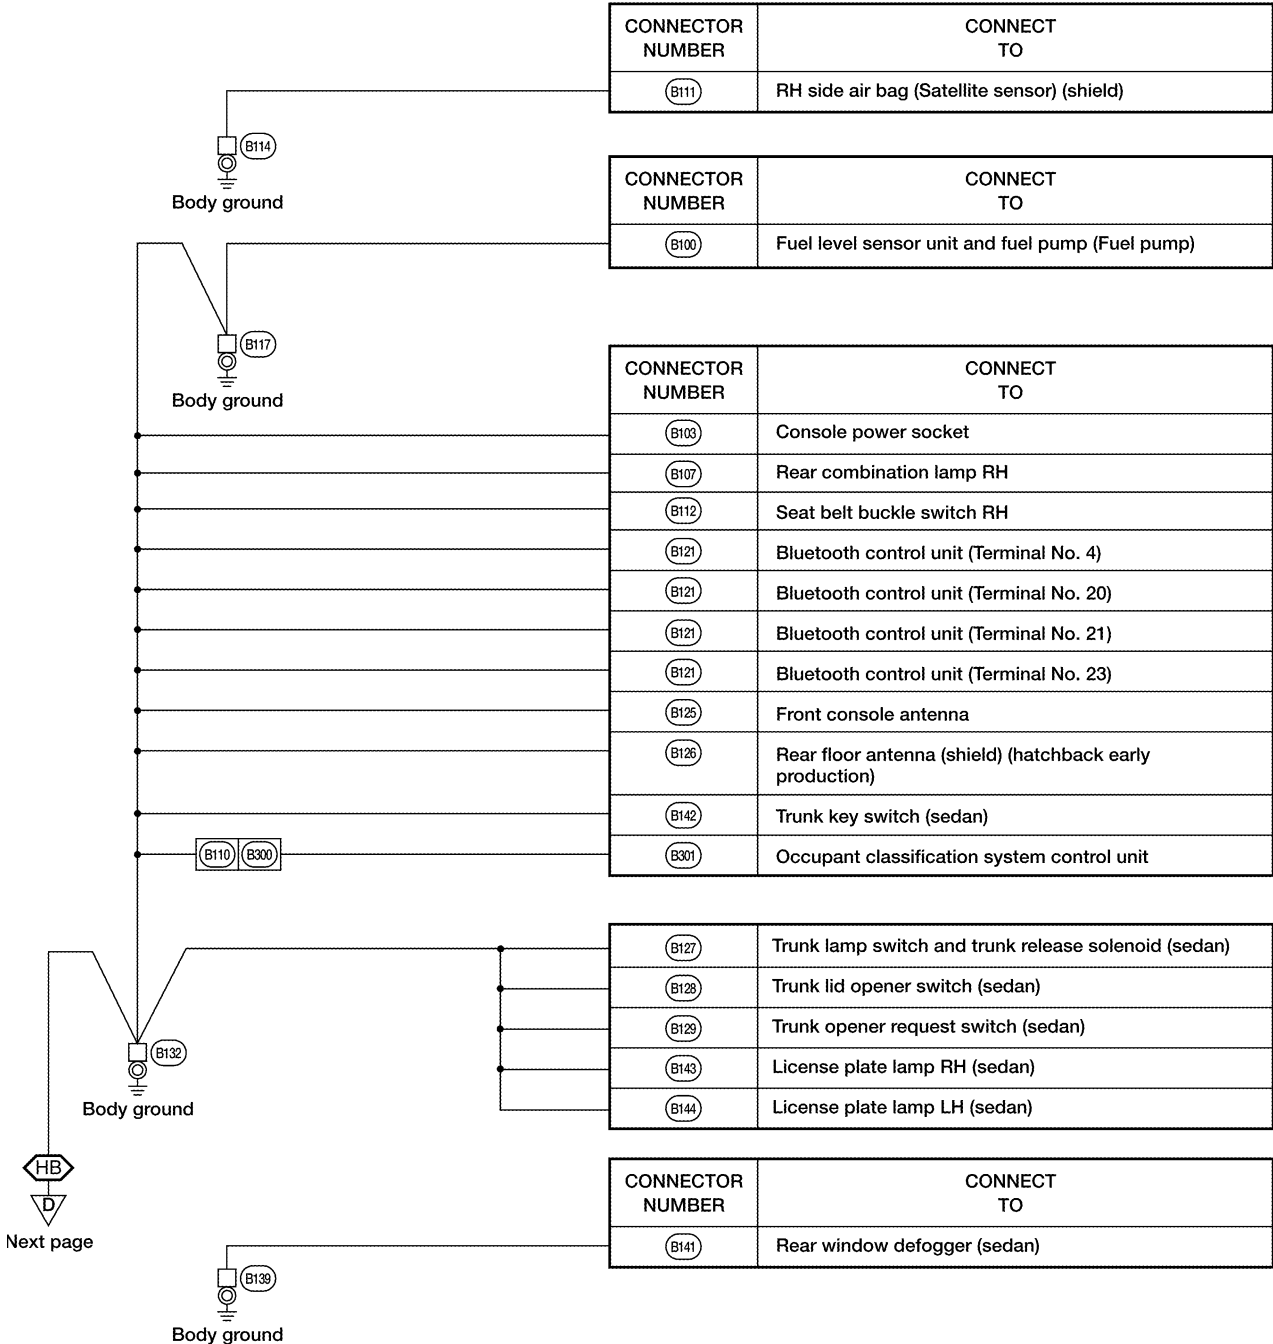 CONNECTOR NUMBER CONNECT TO
B111 RH side air bag (Satellite sensor) (shield)
B114
Body ground
CONNECTOR NUMBER CONNECT TO
B100 Fuel level sensor unit and fuel pump (Fuel pump)
B117
Body ground
CONNECTOR NUMBER CONNECT TO
B103 Console power socket
B107 Rear combination lamp RH
B112 Seat belt buckle switch RH
B121 Bluetooth control unit (Terminal No. 4)
B121 Bluetooth control unit (Terminal No. 20)
B121 Bluetooth control unit (Terminal No. 21)
B121 Bluetooth control unit (Terminal No. 23)
B125 Front console antenna
B126 Rear floor antenna (shield) (hatchback early
production)
B142 Trunk key switch (sedan)
B110 B300 B301 Occupant classification system control unit
B127 Trunk lamp switch and trunk release solenoid (sedan)
B128 Trunk lid opener switch (sedan)
B129 Trunk opener request switch (sedan)
B143 License plate lamp RH (sedan)
B144 License plate lamp LH (sedan)
B132
Body ground
HB
D
Next page
CONNECTOR NUMBER CONNECT TO
B141 Rear window defogger (sedan)
B139
Body ground